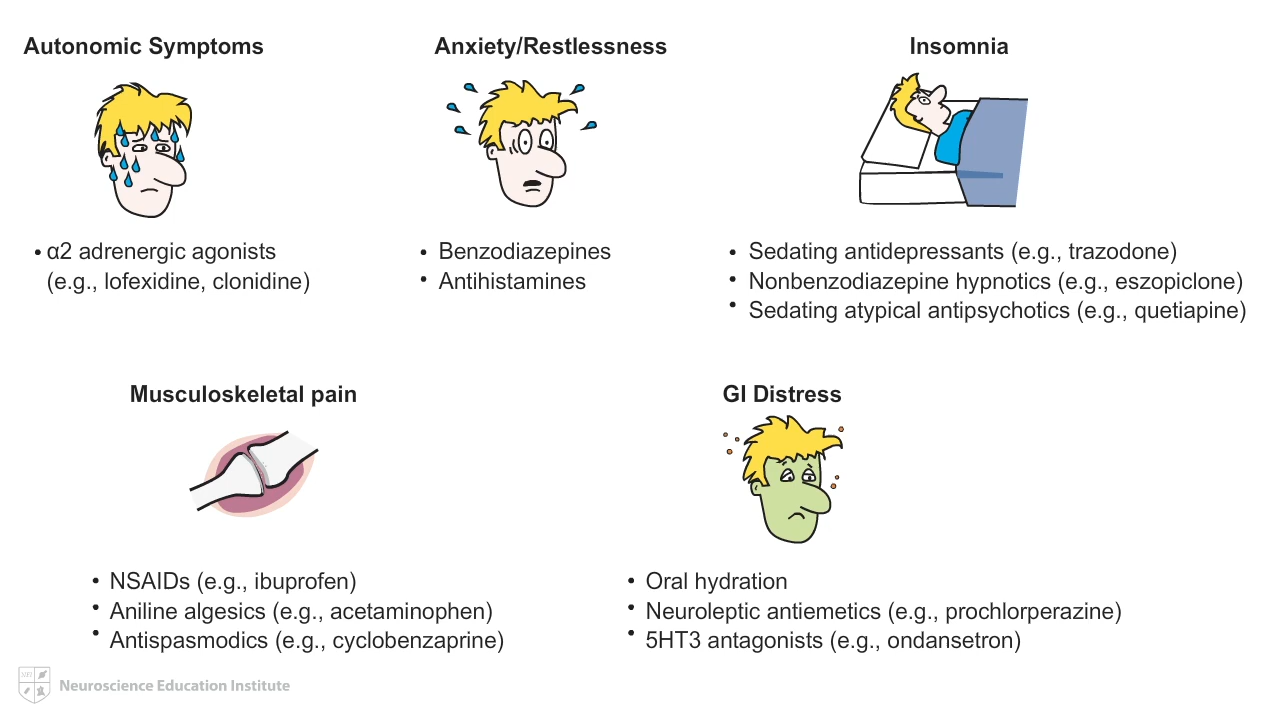 Autonomic Symptoms
• α2 adrenergic agonists
(e.g., lofexidine, clonidine)
Anxiety/Restlessness
• Benzodiazepines
• Antihistamines
Insomnia
• Sedating antidepressants (e.g., trazodone)
• Nonbenzodiazepine hypnotics (e.g., eszopiclone)
• Sedating atypical antipsychotics (e.g., quetiapine)
Musculoskeletal pain
• NSAIDs (e.g., ibuprofen)
• Aniline algesics (e.g., acetaminophen)
• Antispasmodics (e.g., cyclobenzaprine)
GI Distress
• Oral hydration
• Neuroleptic antiemetics (e.g., prochlorperazine)
• 5HT3 antagonists (e.g., ondansetron)
NEI
Neuroscience Education Institute